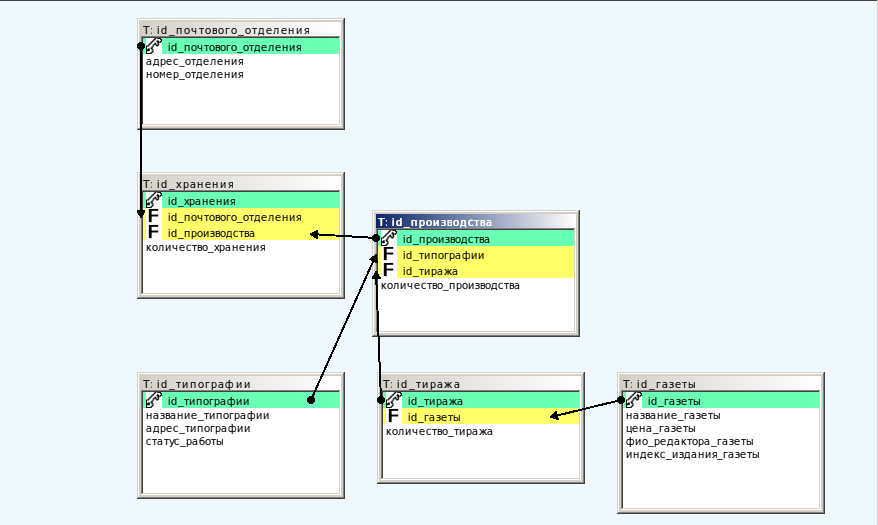 T: id_почтового_отделения
id_почтового_отделения
адрес_отделения
номер_отделения
T: id_хранения
id_хранения
F id_почтового_отделения
F id_производства
количество_хранения
T: id_производства
id_производства
F id_типографии
F id_тиража
количество_производства
T: id_типографии
id_типографии
название_типографии
адрес_типографии
статус_работы
T: id_тиража
id_тиража
F id_газеты
количество_тиража
T: id_газеты
id_газеты
название_газеты
цена_газеты
фио_редактора_газеты
индекс_издания_газеты